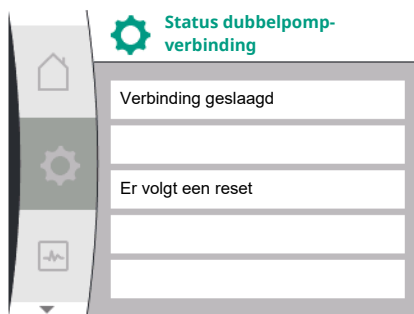 Status dubbelpomp-
verbinding
Verbinding geslaagd
Er volgt een reset